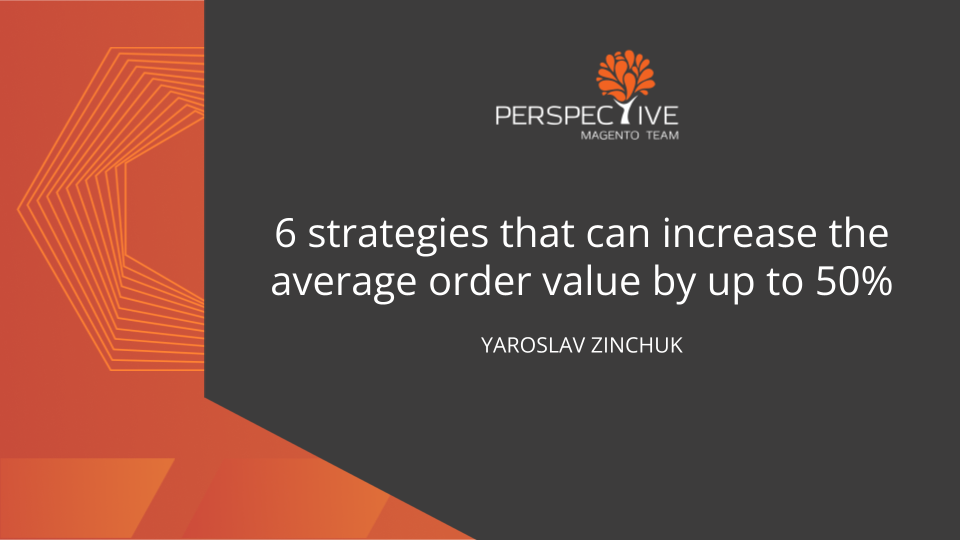 PERSPECTIVE
MAGENTO TEAM
6 strategies that can increase the
average order value by up to 50%
YAROSLAV ZINCHUK